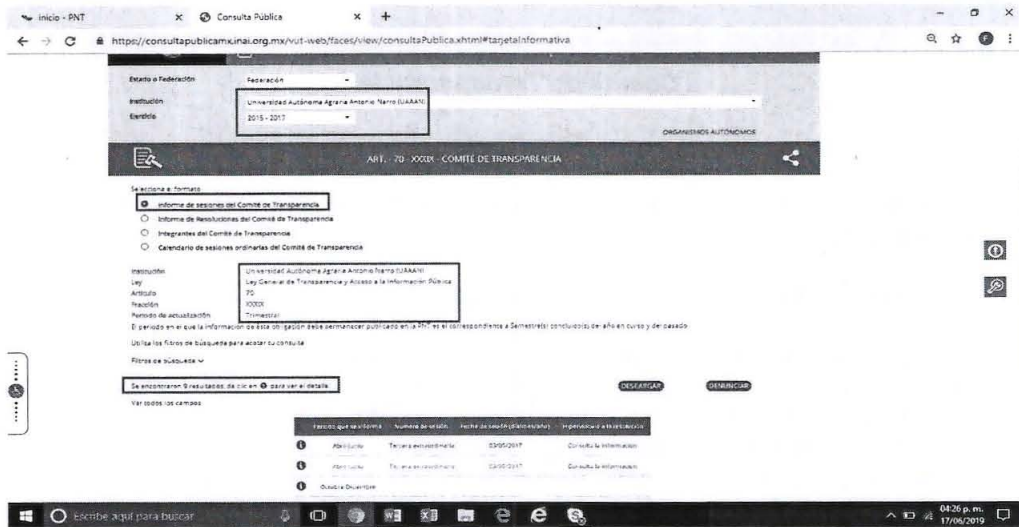 inicio - PNT
Consulta Pública
https://consultapublicamx.inai.org.mx/vut-web/faces/view/consultaPublica.xhtml#tarjetaInformativa
Estado o Federación
Federación
Institución
Universidad Autónoma Agraria Antonio Narro (UAAAN)
Ejercicio
2015 - 2017
ORGANISMOS AUTÓNOMOS
ART. - 70 - XXXIX - COMITÉ DE TRANSPARENCIA
Selecciona el formato
Informe de sesiones del Comité de Transparencia
Informe de Resoluciones del Comité de Transparencia
Integrantes del Comité de Transparencia
Calendario de sesiones ordinarias del Comité de Transparencia
Institución Universidad Autónoma Agraria Antonio Narro (UAAAN)
Ley Ley General de Transparencia y Acceso a la Información Pública
Artículo 70
Fracción XXXIX
Periodo de actualización Trimestral
El periodo en el que la información de esta obligación debe permanecer publicado en la PNT es el correspondiente a Semestre(s) concluido(s) del año en curso y del pasado
Utiliza los filtros de búsqueda para acotar tu consulta
Filtros de búsqueda
Se encontraron 9 resultados, da clic en para ver el detalle.
DESCARGAR
DENUNCIAR
Ver todos los campos
Periodo que se informa Número de sesión Fecha de sesión (día/mes/año) Hipervínculo a la resolución
Abril-Junio Tercera extraordinaria 03/05/2017 Consulta la información
Abril-Junio Tercera extraordinaria 03/05/2017 Consulta la información
Octubre-Diciembre
Escribe aquí para buscar
04:26 p. m.
17/06/2019